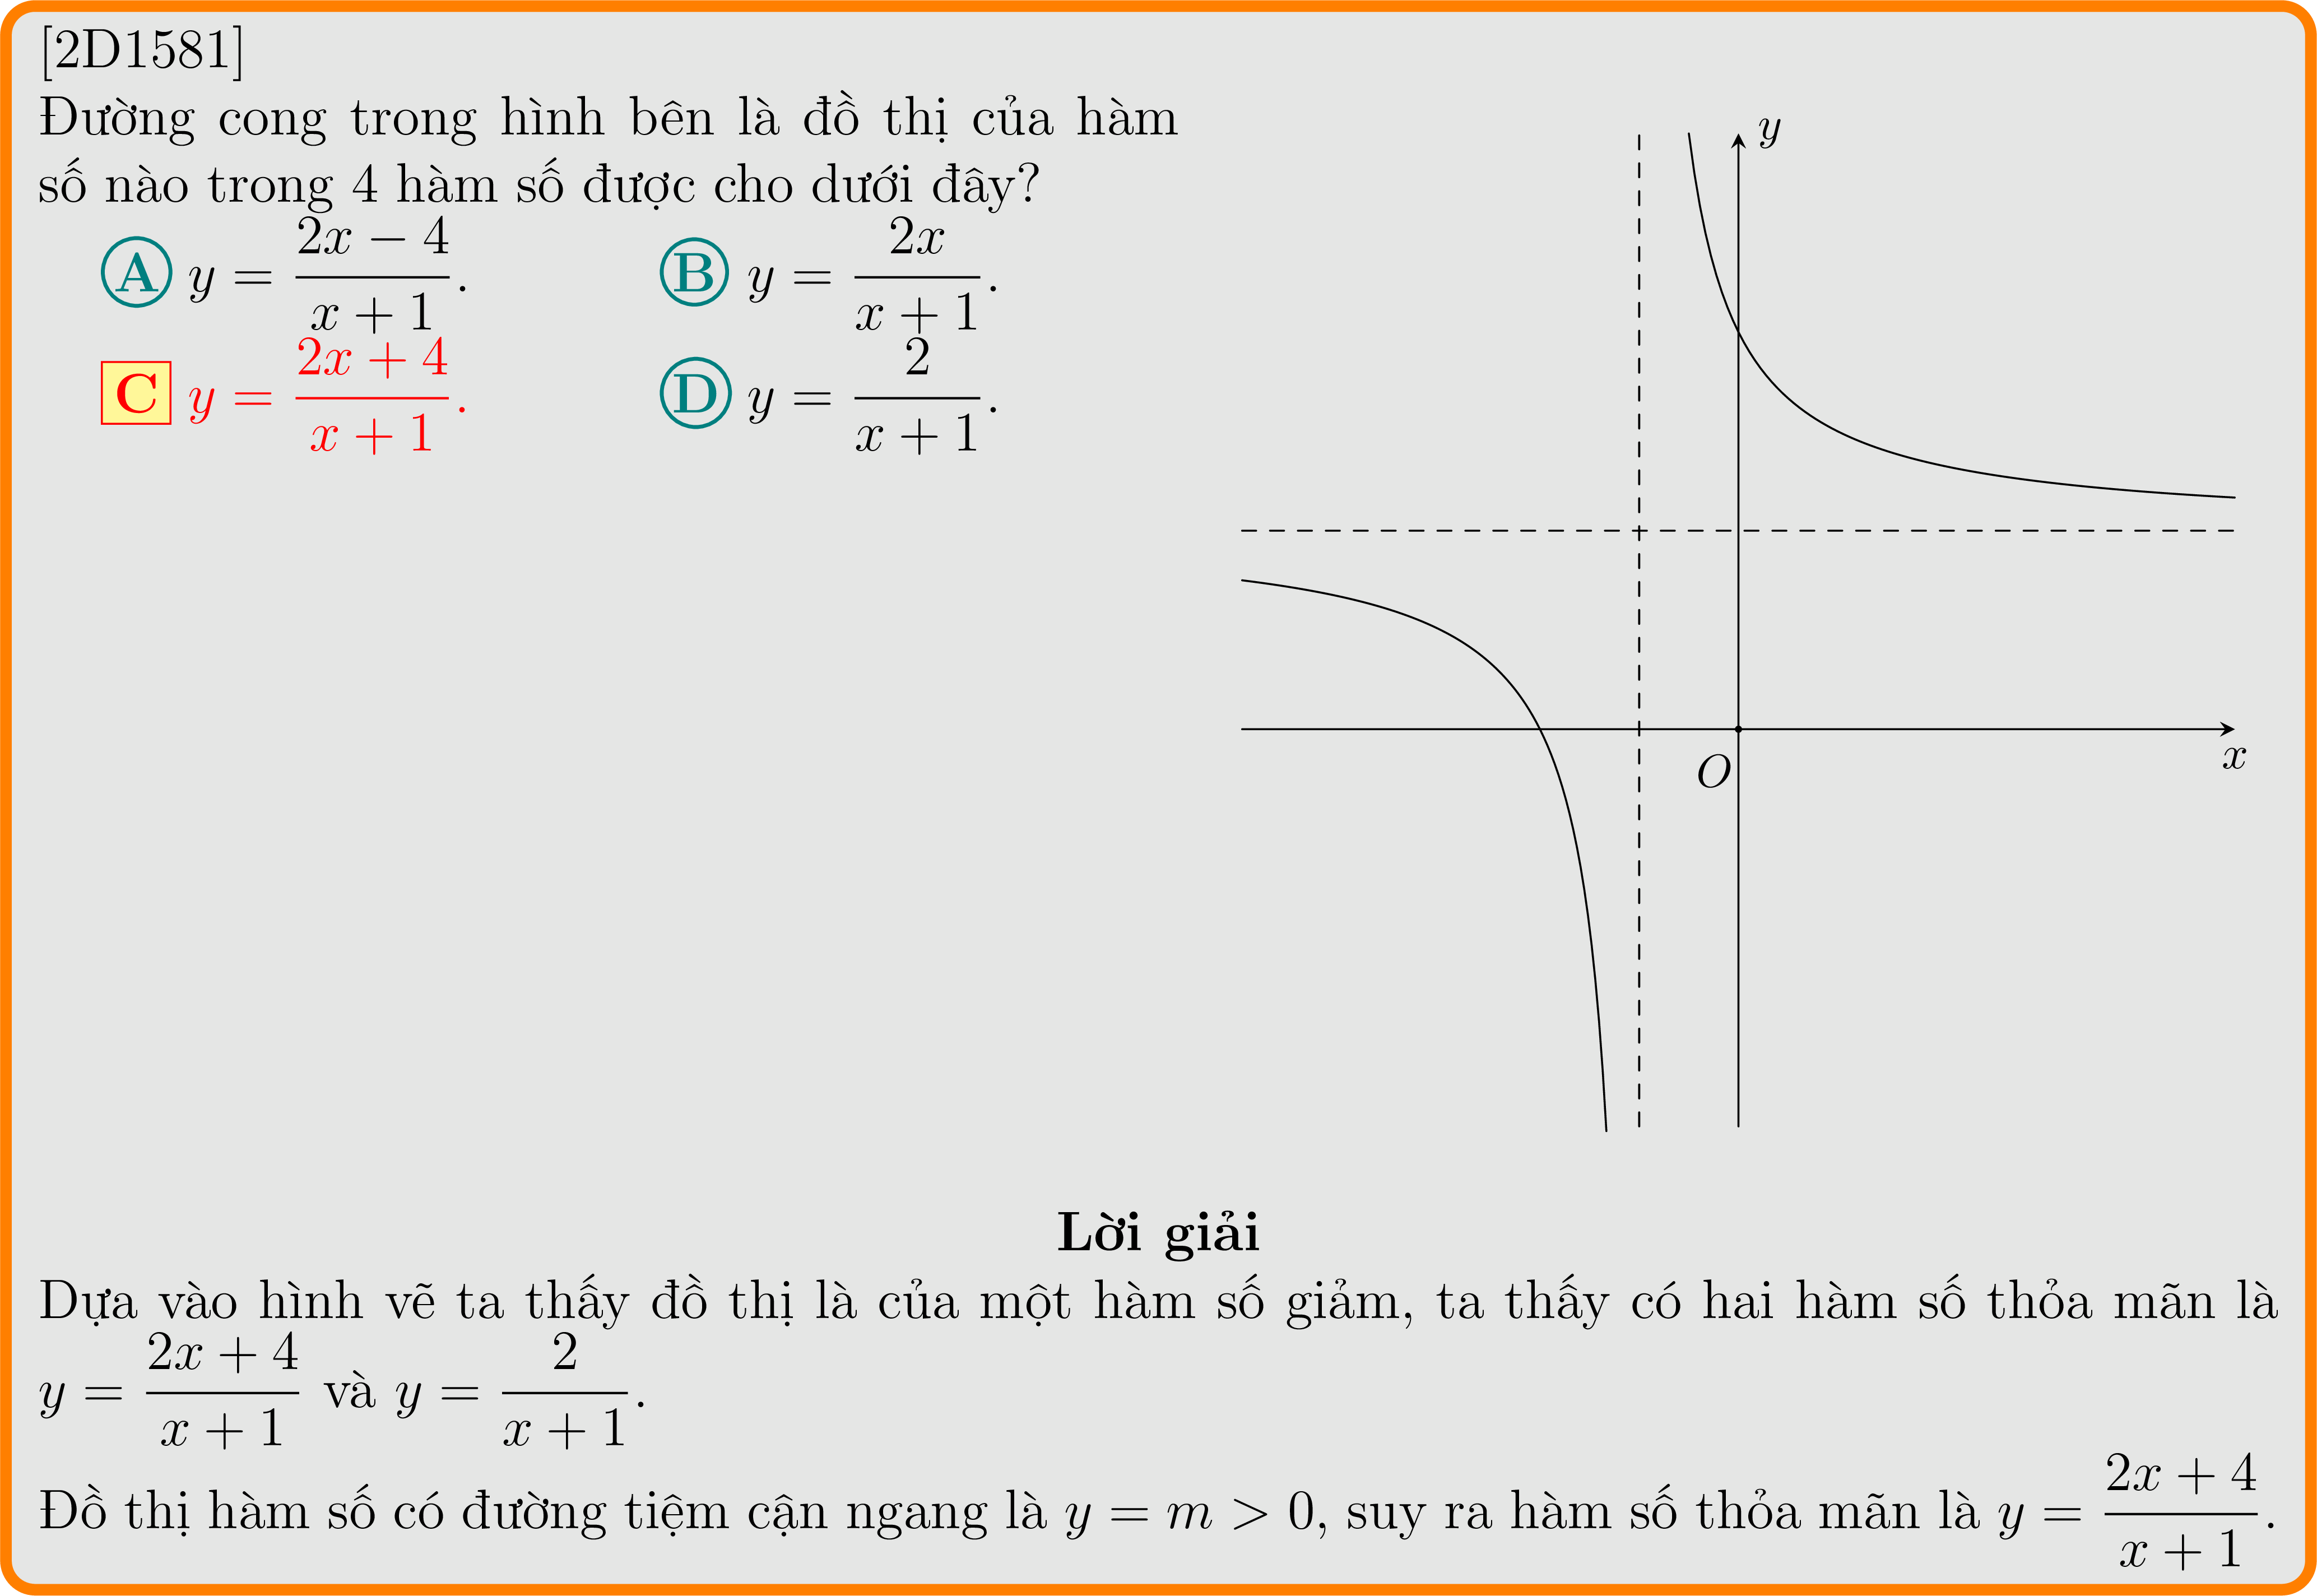 [2D1581]
Đường cong trong hình bên là đồ thị của hàm
số nào trong 4 hàm số được cho dưới đây?
A y = \frac{2x − 4}{x + 1}. B y = \frac{2x}{x + 1}.
C y = \frac{2x + 4}{x + 1}. D y = \frac{2}{x + 1}.
y
x
O
Lời giải
Dựa vào hình vẽ ta thấy đồ thị là của một hàm số giảm, ta thấy có hai hàm số thỏa mãn là
y = \frac{2x + 4}{x + 1} và y = \frac{2}{x + 1}.
Đồ thị hàm số có đường tiệm cận ngang là y = m > 0, suy ra hàm số thỏa mãn là y = \frac{2x + 4}{x + 1}.